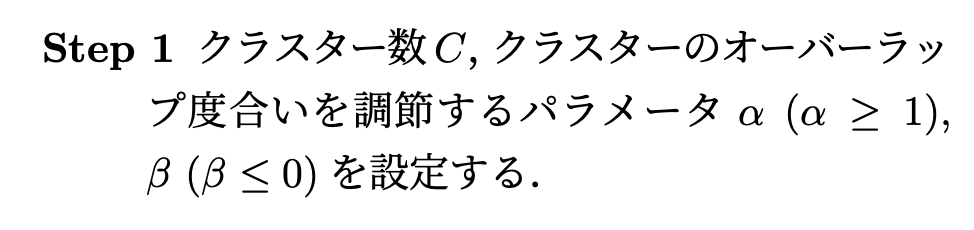 Step 1 クラスター数 C, クラスターのオーバーラッ
プ度合いを調節するパラメータ α (α ≥ 1),
β (β ≤ 0) を設定する.